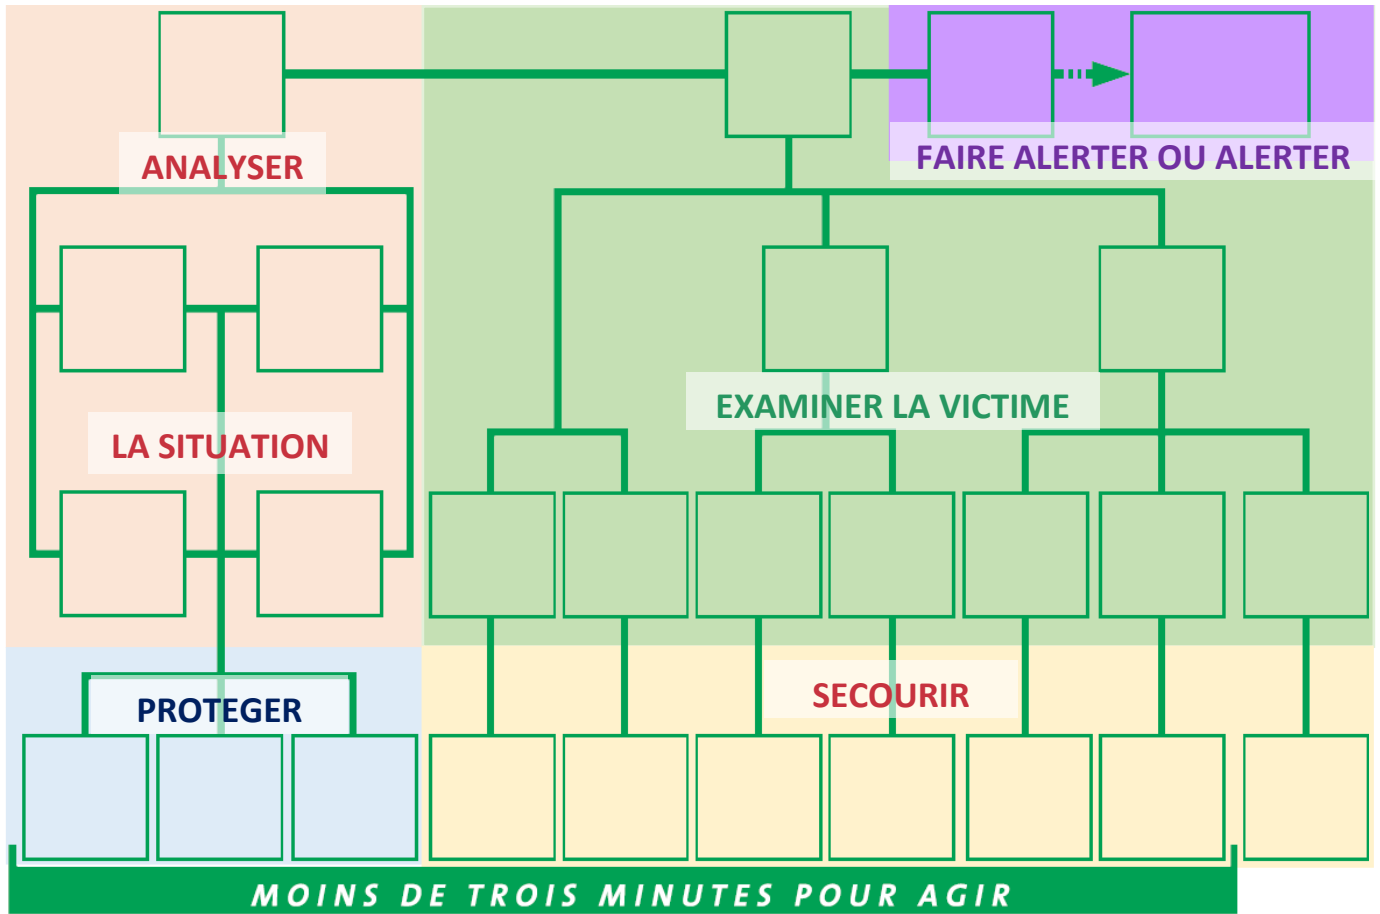 ANALYSER
FAIRE ALERTER OU ALERTER
EXAMINER LA VICTIME
LA SITUATION
PROTEGER
SECOURIR
MOINS DE TROIS MINUTES POUR AGIR